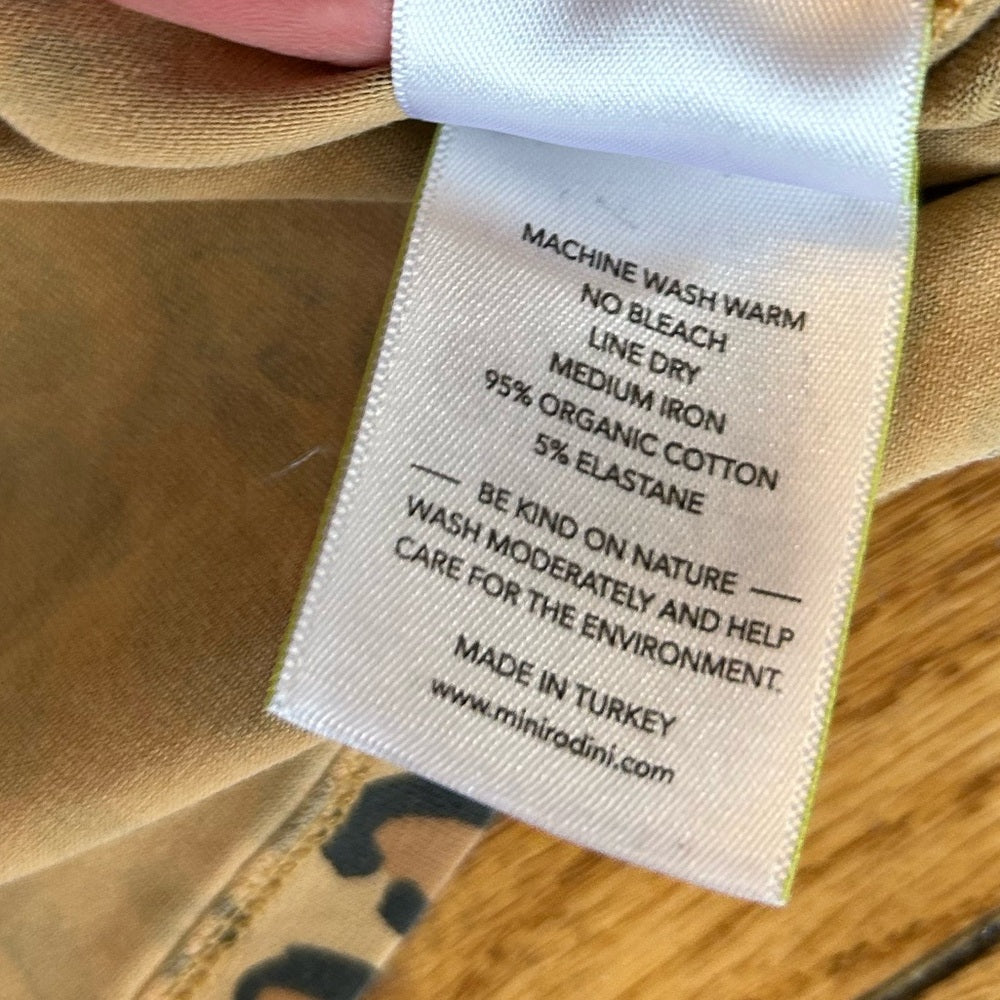 MACHINE WASH WARM
NO BLEACH
LINE DRY
MEDIUM IRON
95% ORGANIC COTTON
5% ELASTANE
— BE KIND ON NATURE —
WASH MODERATELY AND HELP
CARE FOR THE ENVIRONMENT.
MADE IN TURKEY
www.minirodini.com